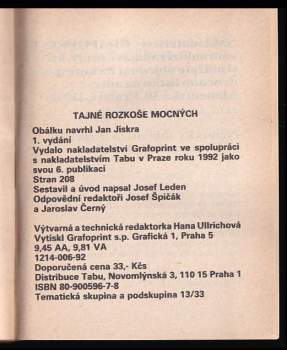 TAJNÉ ROZKOŠE MOCNÝCH
Obálku navrhl Jan Jiskra
1. vydání
Vydalo nakladatelství Grafoprint ve spolupráci
s nakladatelstvím Tabu v Praze roku 1992 jako
svou 6. publikaci
Stran 208
Sestavil a úvod napsal Josef Leden
Odpovědní redaktoři Josef Špičák
a Jaroslav Černý
Výtvarná a technická redaktorka Hana Ullrichová
Vytiskl Grafoprint s.p. Grafická 1, Praha 5
9,45 AA, 9,81 VA
1214-006-92
Doporučená cena 33,- Kčs
Distribuce Tabu, Novomlýnská 3, 110 15 Praha 1
ISBN 80-900596-7-8
Tematická skupina a podskupina 13/33